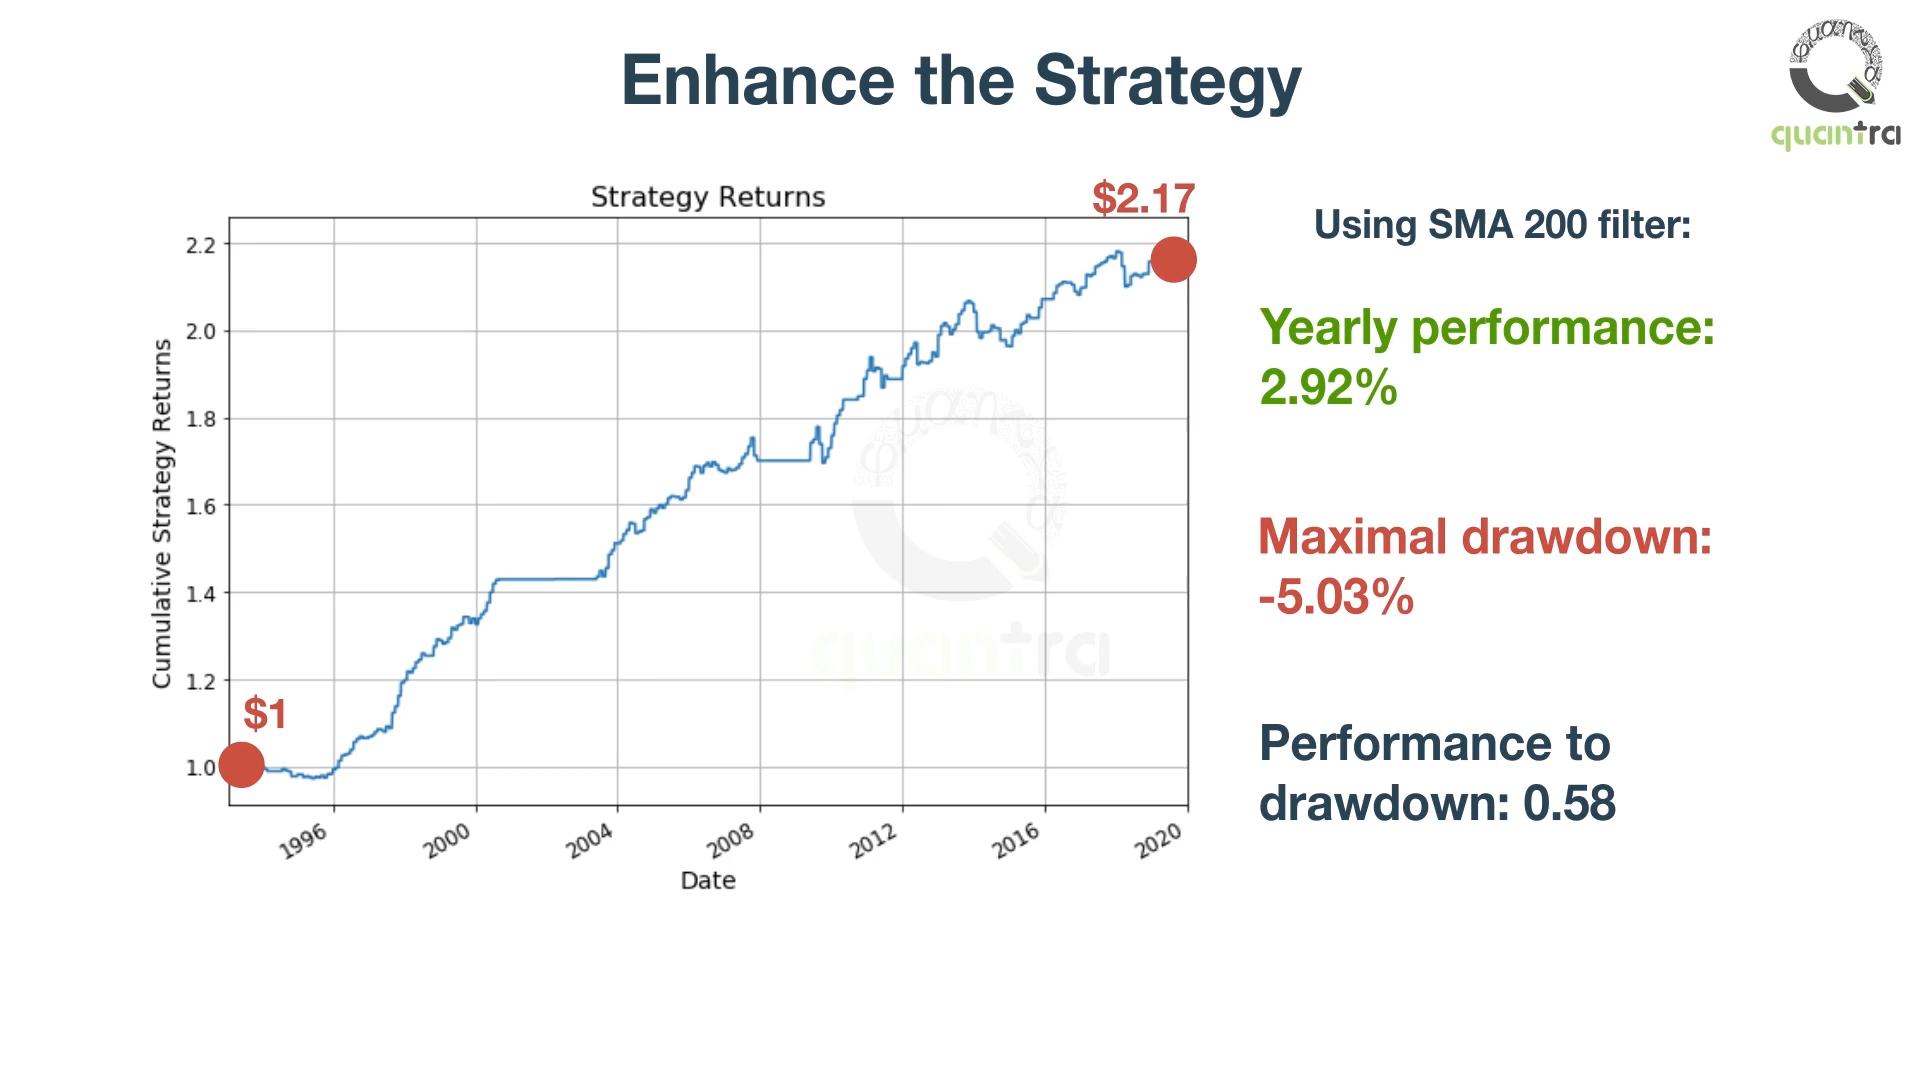 Enhance the Strategy
quantra
Strategy Returns
$2.17
Using SMA 200 filter:
Yearly performance:
2.92%
Maximal drawdown:
-5.03%
Performance to
drawdown: 0.58
Cumulative Strategy Returns
2.2
2.0
1.8
1.6
1.4
1.2
1.0
$1
quantra
1996
2000
2004
2008
2012
2016
2020
Date